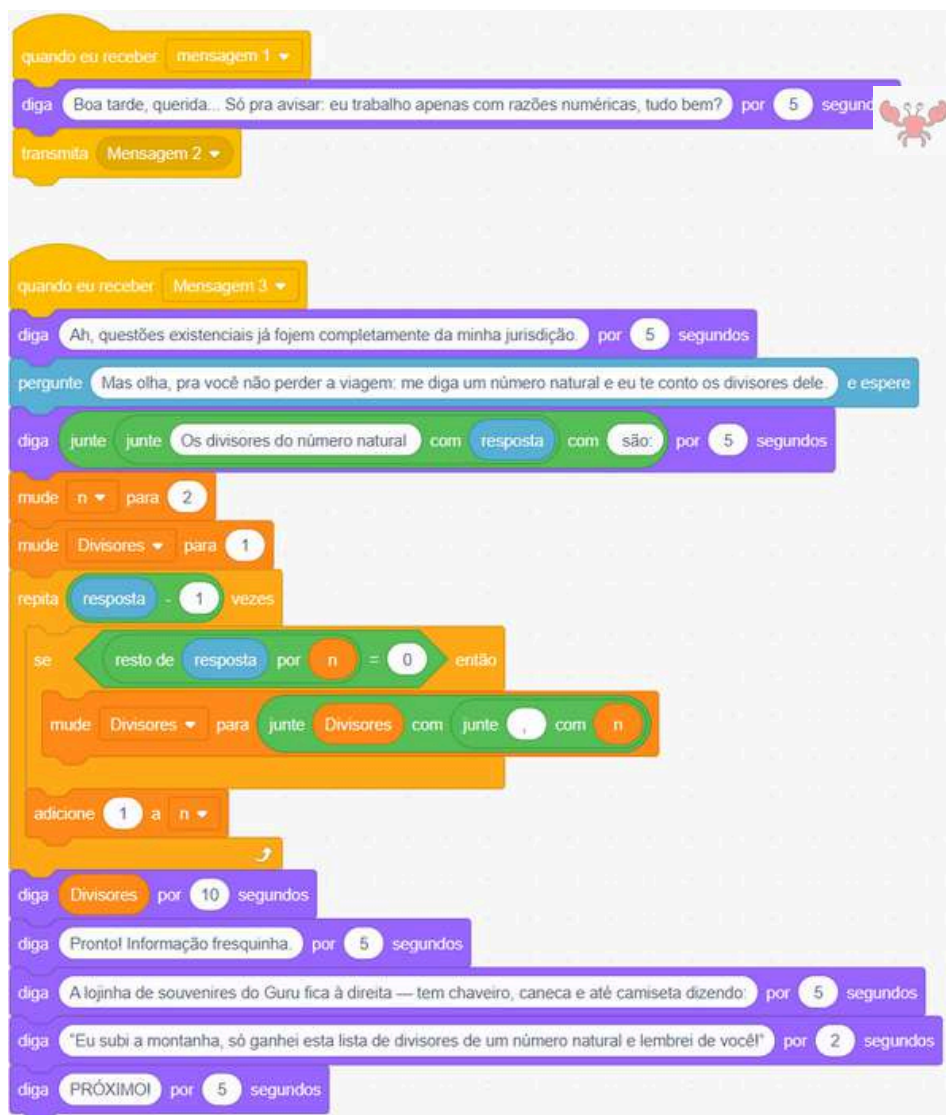 quando eu receber mensagem 1
diga Boa tarde, querida... Só pra avisar: eu trabalho apenas com razões numéricas, tudo bem? por 5 segund
transmita Mensagem 2
quando eu receber Mensagem 3
diga Ah, questões existenciais já fojem completamente da minha jurisdição. por 5 segundos
pergunte Mas olha, pra você não perder a viagem: me diga um número natural e eu te conto os divisores dele. e espere
diga junte junte Os divisores do número natural com resposta com são: por 5 segundos
mude n para 2
mude Divisores para 1
repita resposta - 1 vezes
se resto de resposta por n = 0 então
mude Divisores para junte Divisores com junte , com n
adicione 1 a n
diga Divisores por 10 segundos
diga Pronto! Informação fresquinha. por 5 segundos
diga A lojinha de souvenires do Guru fica à direita — tem chaveiro, caneca e até camiseta dizendo: por 5 segundos
diga "Eu subi a montanha, só ganhei esta lista de divisores de um número natural e lembrei de você!" por 2 segundos
diga PRÓXIMO! por 5 segundos